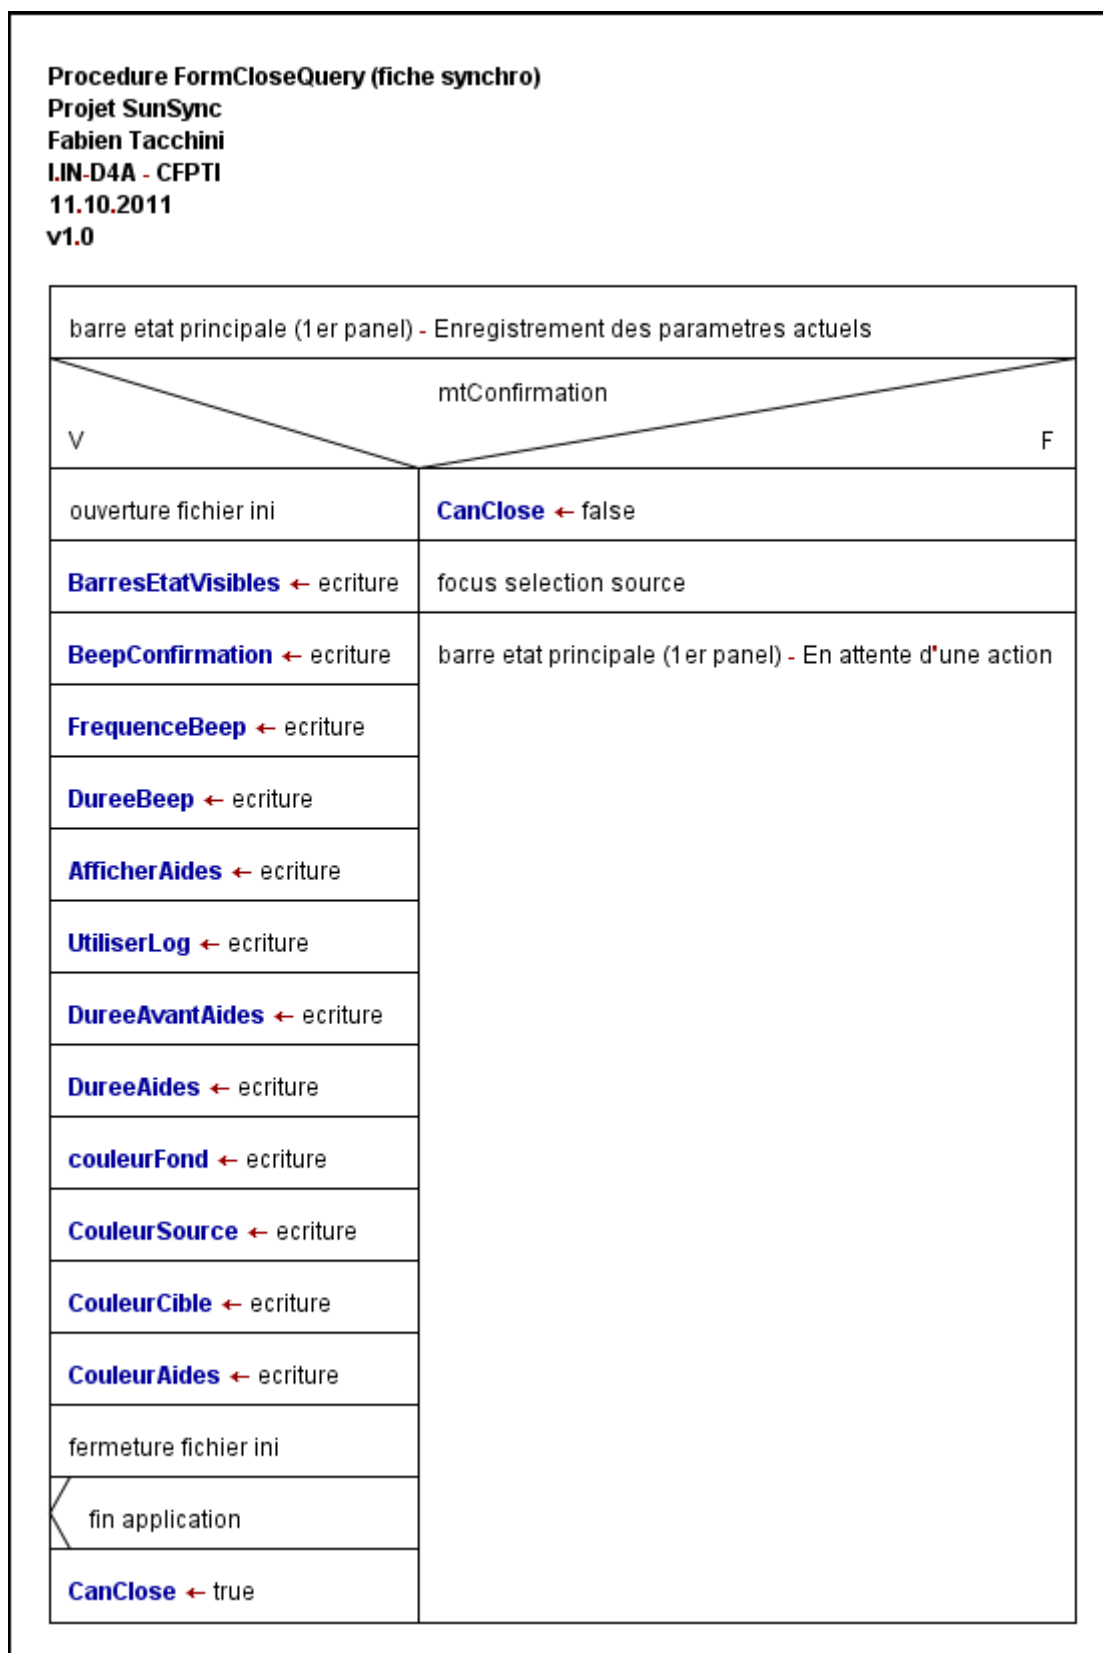 Procedure FormCloseQuery (fiche synchro)
Projet SunSync
Fabien Tacchini
I.IN-D4A - CFPTI
11.10.2011
v1.0
barre etat principale (1er panel) - Enregistrement des parametres actuels
mtConfirmation
V
F
ouverture fichier ini
BarresEtatVisibles ← ecriture
BeepConfirmation ← ecriture
FrequenceBeep ← ecriture
DureeBeep ← ecriture
AfficherAides ← ecriture
UtiliserLog ← ecriture
DureeAvantAides ← ecriture
DureeAides ← ecriture
couleurFond ← ecriture
CouleurSource ← ecriture
CouleurCible ← ecriture
CouleurAides ← ecriture
fermeture fichier ini
fin application
CanClose ← true
CanClose ← false
focus selection source
barre etat principale (1er panel) - En attente d'une action